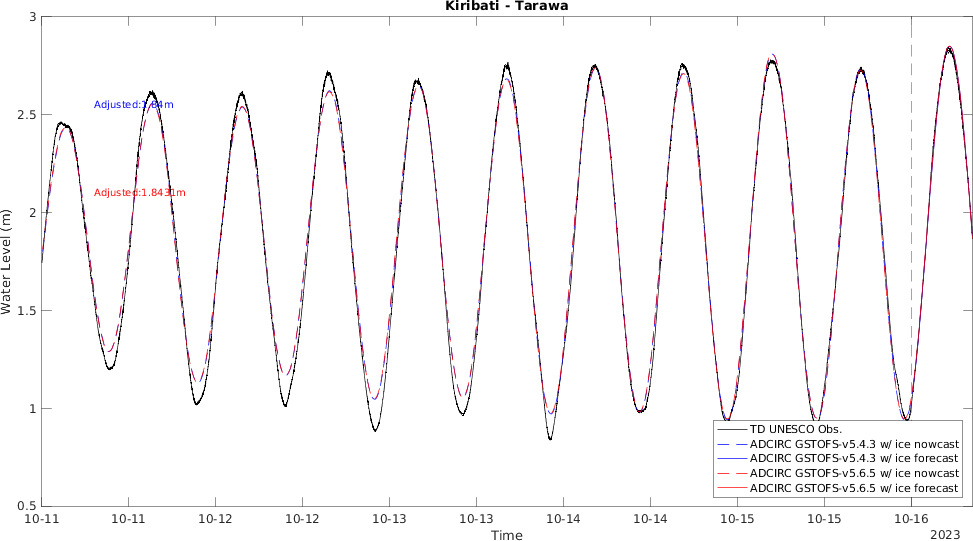 Kiribati - Tarawa
3
2.5
2
1.5
1
0.5
Water Level (m)
Adjusted:1.84m
Adjusted:1.8431m
TD UNESCO Obs.
ADCIRC GSTOFS-v5.4.3 w/ ice nowcast
ADCIRC GSTOFS-v5.4.3 w/ ice forecast
ADCIRC GSTOFS-v5.6.5 w/ ice nowcast
ADCIRC GSTOFS-v5.6.5 w/ ice forecast
10-11 10-11 10-12 10-12 10-13 10-13 10-14 10-14 10-15 10-15 10-16
Time
2023